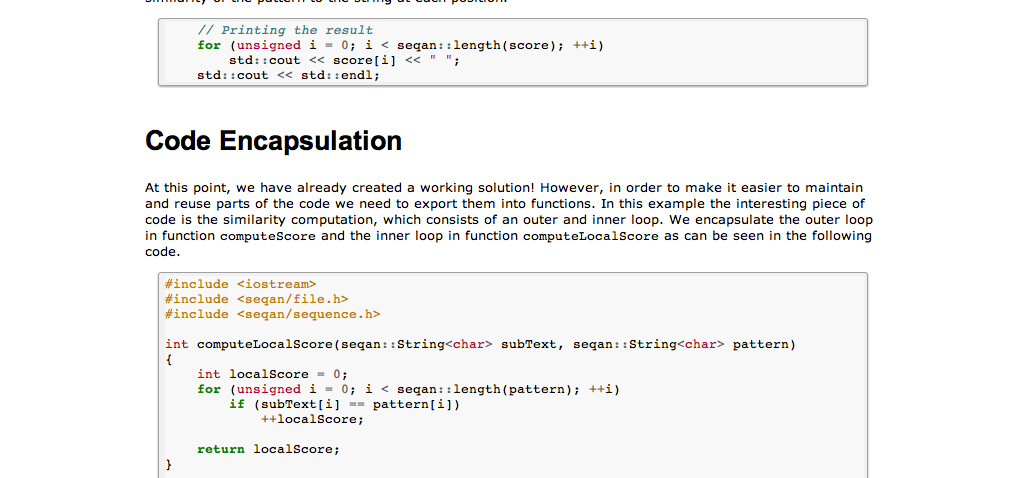 // Printing the result
for (unsigned i = 0; i < seqan::length(score); ++i)
std::cout << score[i] << " ";
std::cout << std::endl;
Code Encapsulation
At this point, we have already created a working solution! However, in order to make it easier to maintain
and reuse parts of the code we need to export them into functions. In this example the interesting piece of
code is the similarity computation, which consists of an outer and inner loop. We encapsulate the outer loop
in function computeScore and the inner loop in function computeLocalScore as can be seen in the following
code.
#include <iostream>
#include <seqan/file.h>
#include <seqan/sequence.h>
int computeLocalScore(seqan::String<char> subText, seqan::String<char> pattern)
{
int localScore = 0;
for (unsigned i = 0; i < seqan::length(pattern); ++i)
if (subText[i] == pattern[i])
++localScore;
return localScore;
}